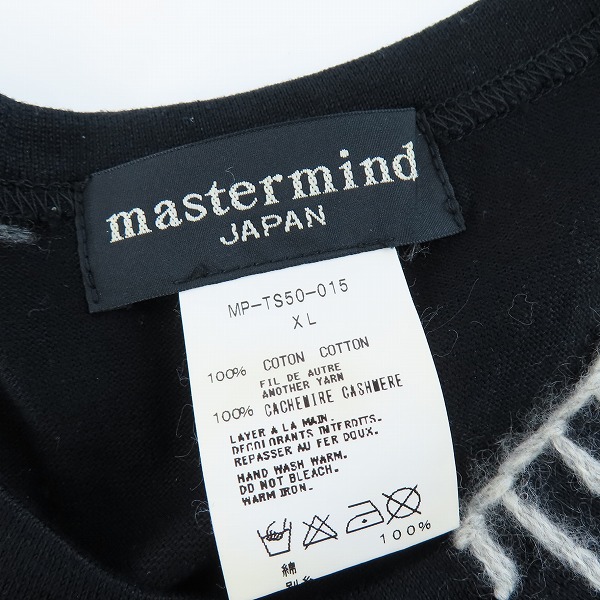 mastermind
JAPAN
MP-TS50-015
XL
100% COTON COTTON
FIL DE AUTRE
ANOTHER YARN
100% CACHEMIRE CASHMERE
LAVER A LA MAIN.
DECOLORANTS INTERDITS.
REPASSER AU FER DOUX.
HAND WASH WARM.
DO NOT BLEACH.
WARM IRON.
100%
綿